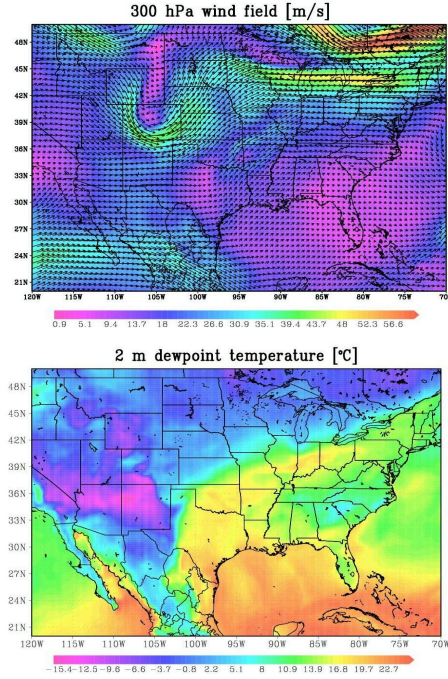 300 hPa wind field [m/s]
48N
45N
42N
39N
36N
33N
30N
27N
24N
21N
120W 115W 110W 105W 100W 95W 90W 85W 80W 75W 70W
0.9 5.1 9.4 13.7 18 22.3 26.6 30.9 35.1 39.4 43.7 48 52.3 56.6
2 m dewpoint temperature [°C]
48N
45N
42N
39N
36N
33N
30N
27N
24N
21N
120W 115W 110W 105W 100W 95W 90W 85W 80W 75W 70W
-15.4 -12.5 -9.6 -6.6 -3.7 -0.8 2.2 5.1 8 10.9 13.9 16.8 19.7 22.7